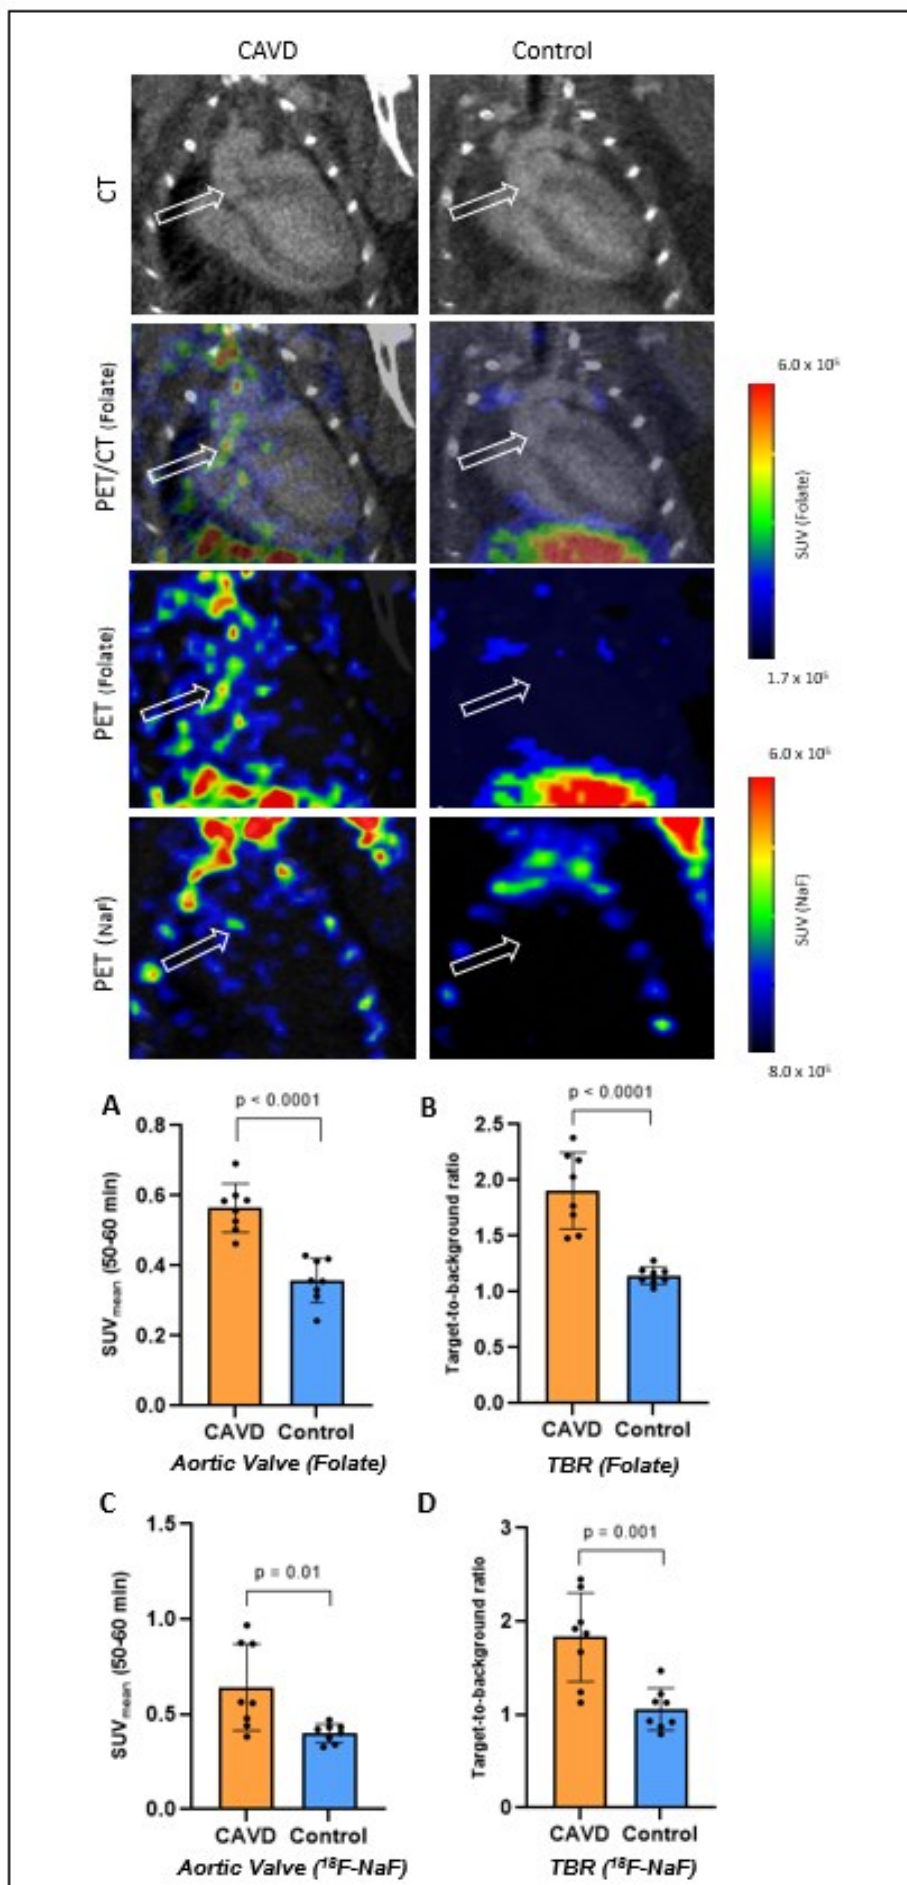 CAVD Control
CT
PET/CT (Folate)
6.0 x 10⁵
SUV (Folate)
1.7 x 10⁵
PET (Folate)
6.0 x 10⁵
SUV (NaF)
8.0 x 10⁵
PET (NaF)
A
p < 0.0001
0.8
0.6
0.4
0.2
0.0
SUVmean (50-60 min)
CAVD Control
Aortic Valve (Folate)
B
p < 0.0001
2.5
2.0
1.5
1.0
0.5
0.0
Target-to-background ratio
CAVD Control
TBR (Folate)
C
p = 0.01
1.5
1.0
0.5
0.0
SUVmean (50-60 min)
CAVD Control
Aortic Valve (¹⁸F-NaF)
D
p = 0.001
3
2
1
0
Target-to-background ratio
CAVD Control
TBR (¹⁸F-NaF)